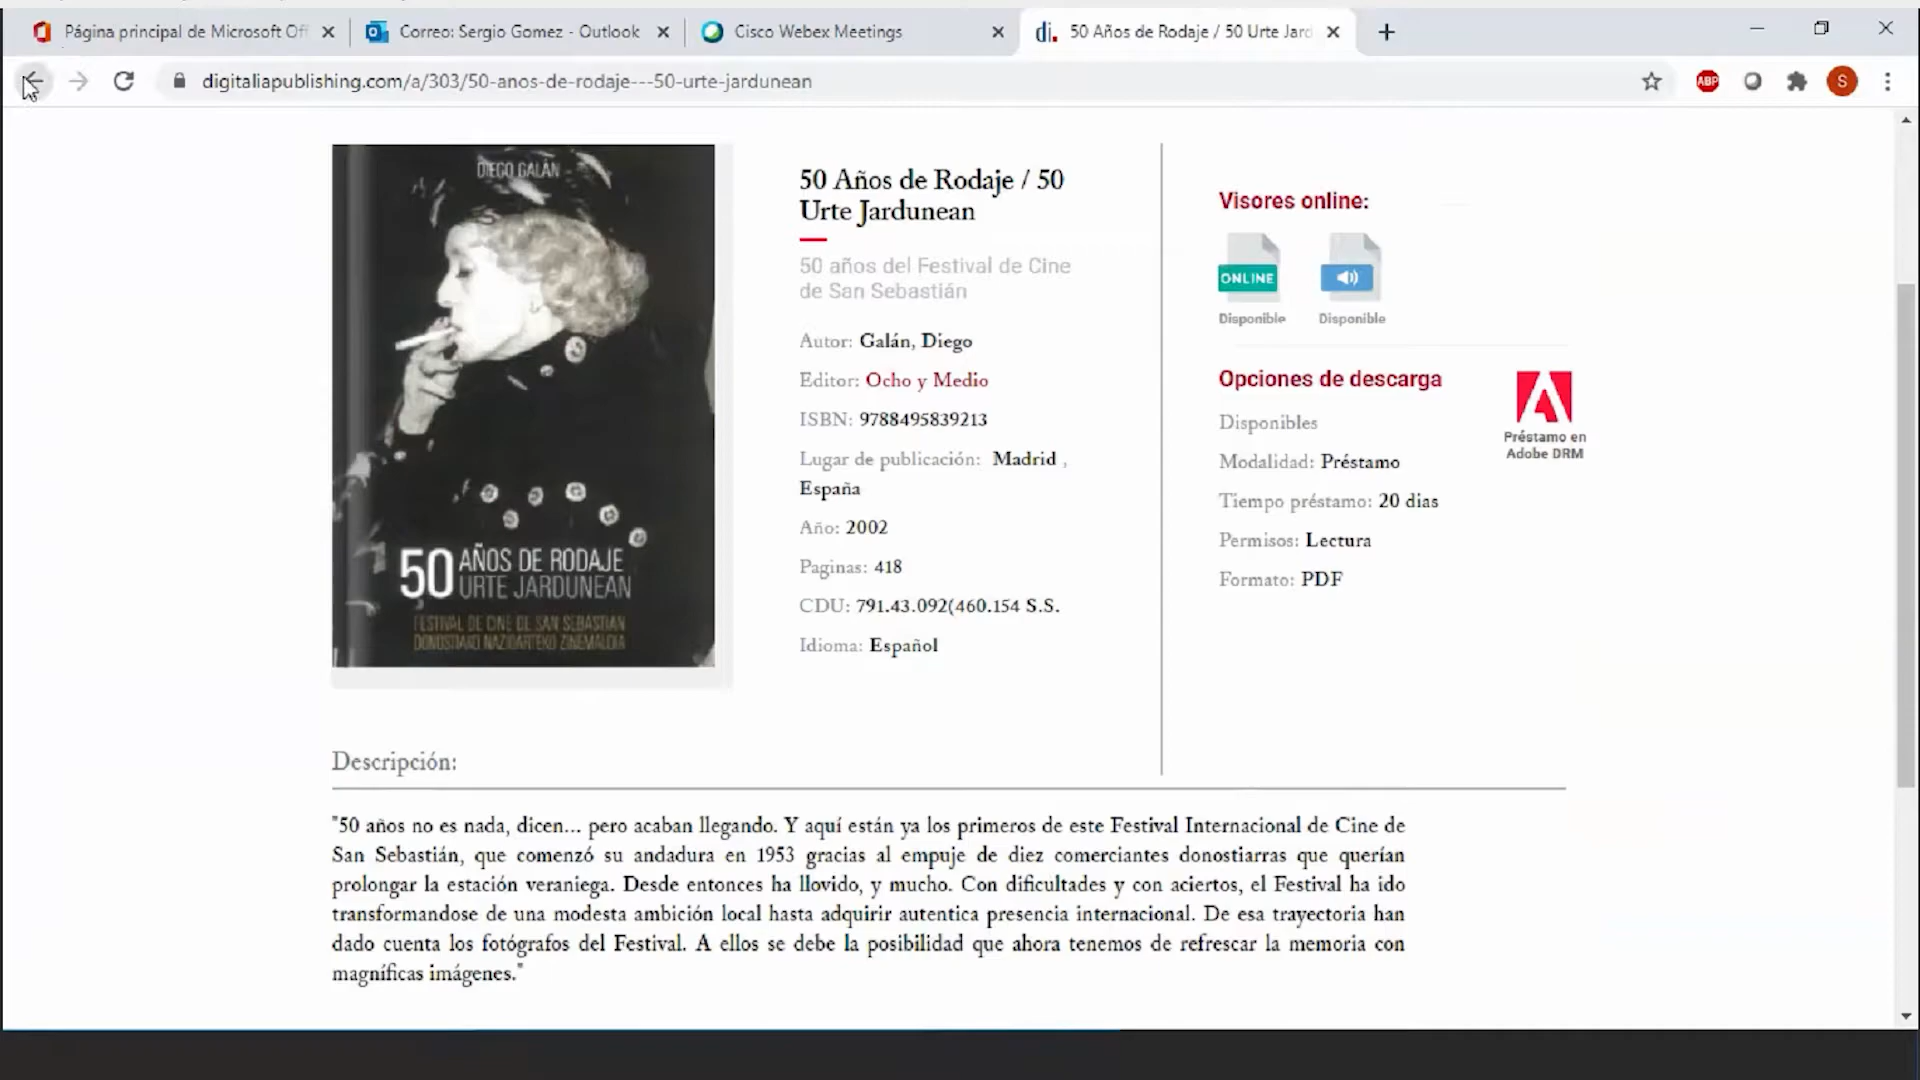 Página principal de Microsoft Off
Correo: Sergio Gomez - Outlook
Cisco Webex Meetings
di.
50 Años de Rodaje / 50 Urte Jard
digitaliapublishing.com/a/303/50-anos-de-rodaje---50-urte-jardunean
ABP
S
DIEGO GALÁN
50 AÑOS DE RODAJE
URTE JARDUNEAN
FESTIVAL DE CINE DE SAN SEBASTIAN
DONOSTIAKO NAZIOARTEKO ZINEMALDIA
50 Años de Rodaje / 50
Urte Jardunean
50 años del Festival de Cine
de San Sebastián
Autor: Galán, Diego
Editor: Ocho y Medio
ISBN: 9788495839213
Lugar de publicación: Madrid ,
España
Año: 2002
Paginas: 418
CDU: 791.43.092(460.154 S.S.
Idioma: Español
Visores online:
ONLINE
Disponible
Disponible
Opciones de descarga
Disponibles
Modalidad: Préstamo
Tiempo préstamo: 20 dias
Permisos: Lectura
Formato: PDF
Préstamo en
Adobe DRM
Descripción:
"50 años no es nada, dicen... pero acaban llegando. Y aquí están ya los primeros de este Festival Internacional de Cine de
San Sebastián, que comenzó su andadura en 1953 gracias al empuje de diez comerciantes donostiarras que querían
prolongar la estación veraniega. Desde entonces ha llovido, y mucho. Con dificultades y con aciertos, el Festival ha ido
transformandose de una modesta ambición local hasta adquirir autentica presencia internacional. De esa trayectoria han
dado cuenta los fotógrafos del Festival. A ellos se debe la posibilidad que ahora tenemos de refrescar la memoria con
magníficas imágenes."